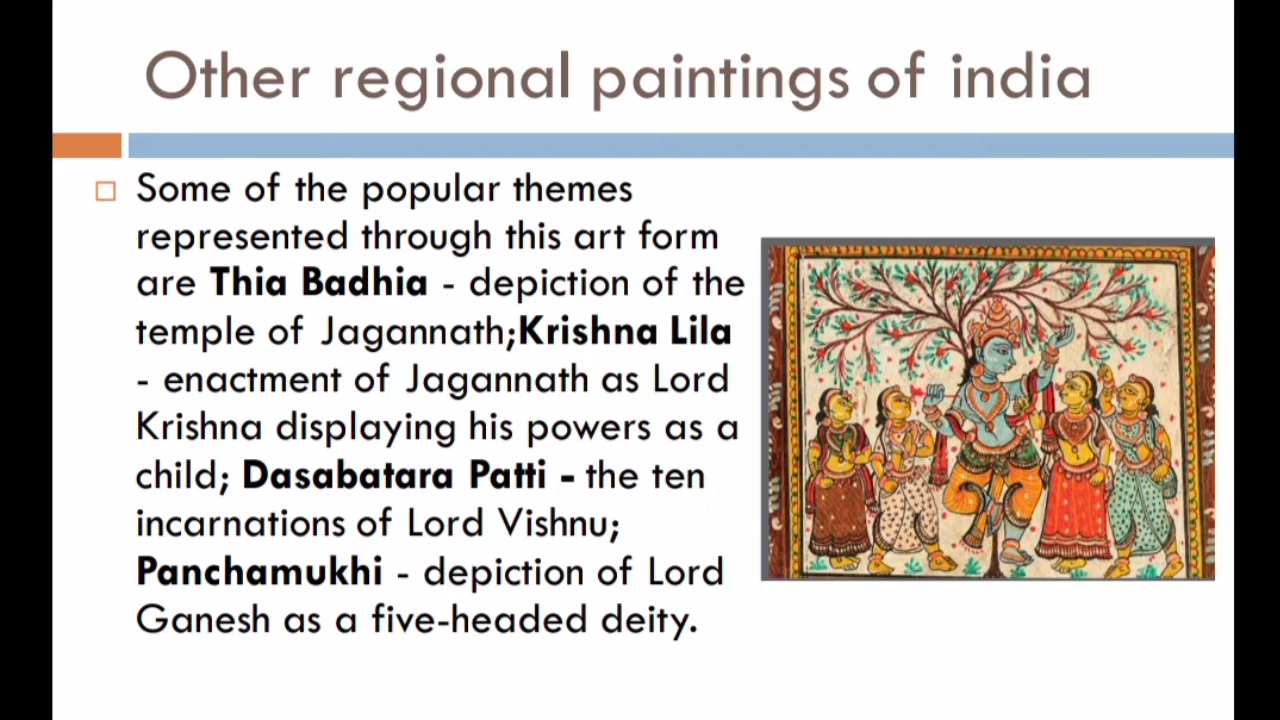 Other regional paintings of india
Some of the popular themes
represented through this art form
are Thia Badhia - depiction of the
temple of Jagannath;Krishna Lila
- enactment of Jagannath as Lord
Krishna displaying his powers as a
child; Dasabatara Patti - the ten
incarnations of Lord Vishnu;
Panchamukhi - depiction of Lord
Ganesh as a five-headed deity.